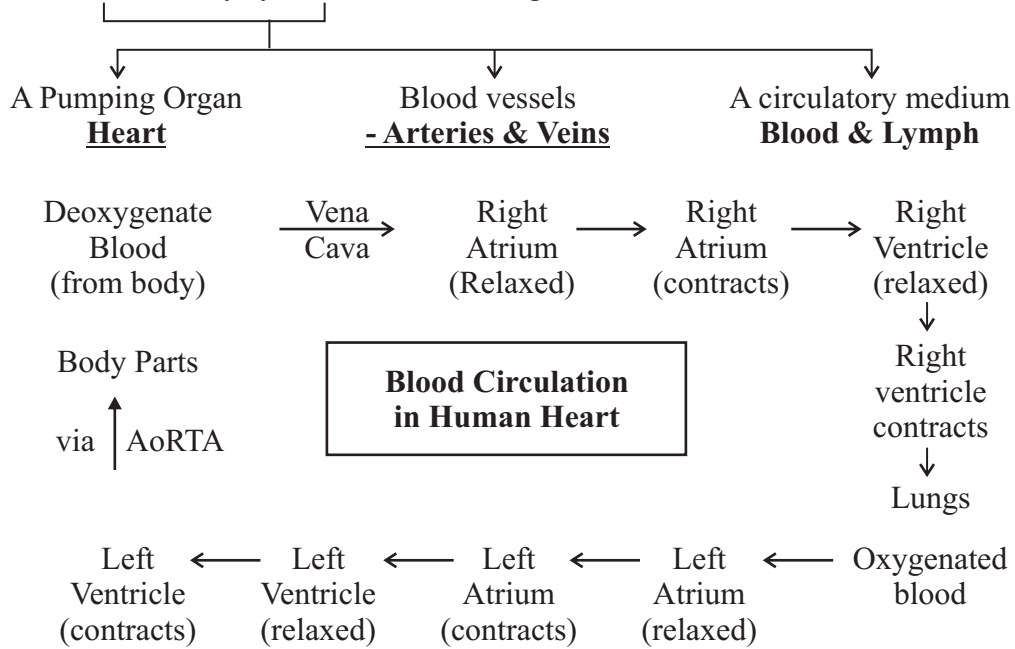 A Pumping Organ
Heart
Blood vessels
- Arteries & Veins
A circulatory medium
Blood & Lymph
Deoxygenate
Blood
(from body)
Vena
Cava
Right
Atrium
(Relaxed)
Right
Atrium
(contracts)
Right
Ventricle
(relaxed)
Right
ventricle
contracts
Lungs
Body Parts
via
AoRTA
Blood Circulation
in Human Heart
Left
Ventricle
(contracts)
Left
Ventricle
(relaxed)
Left
Atrium
(contracts)
Left
Atrium
(relaxed)
Oxygenated
blood